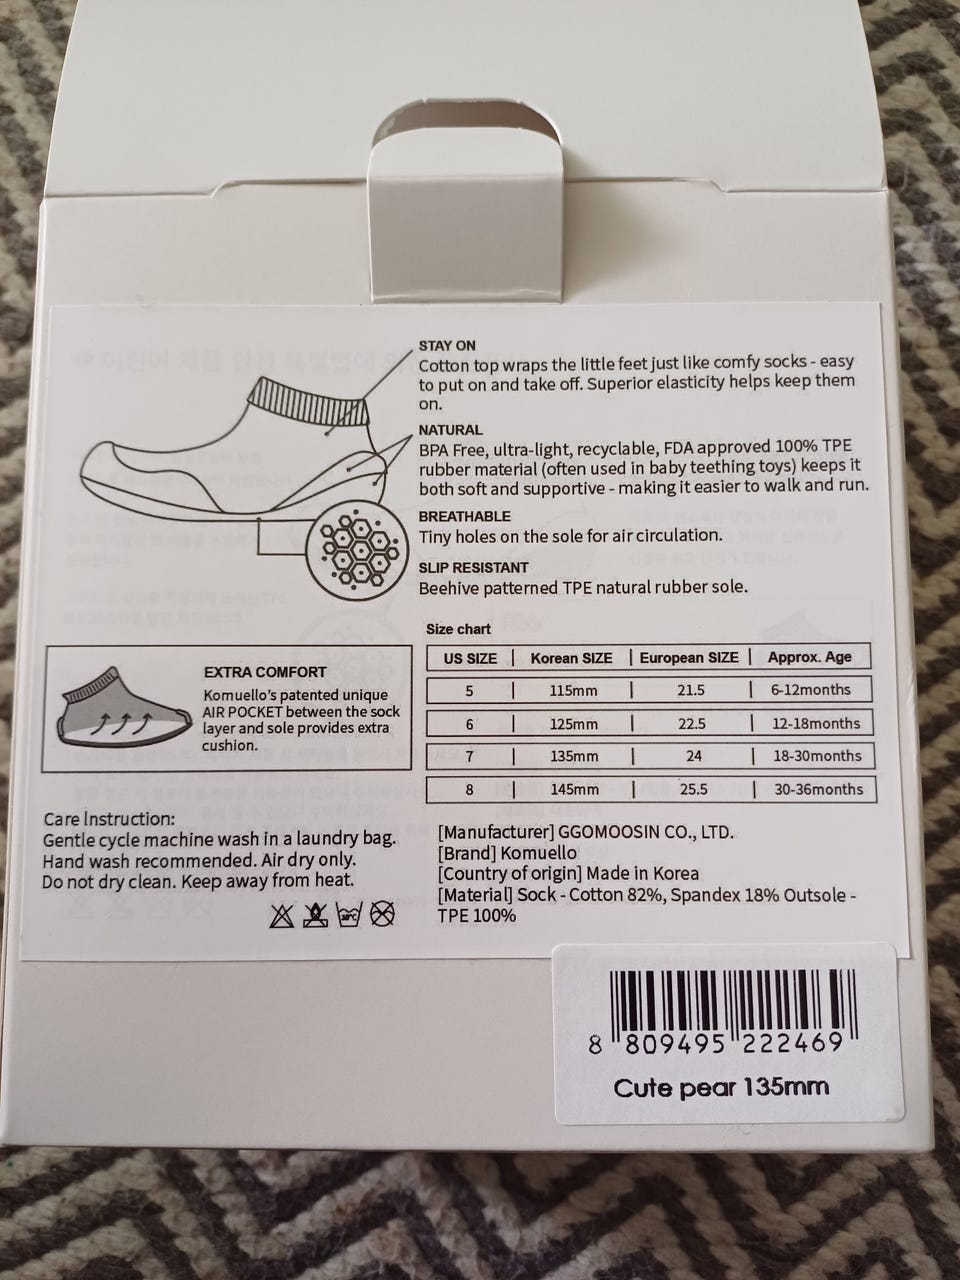 STAY ON
Cotton top wraps the little feet just like comfy socks - easy
to put on and take off. Superior elasticity helps keep them
on.
NATURAL
BPA Free, ultra-light, recyclable, FDA approved 100% TPE
rubber material (often used in baby teething toys) keeps it
both soft and supportive - making it easier to walk and run.
BREATHABLE
Tiny holes on the sole for air circulation.
SLIP RESISTANT
Beehive patterned TPE natural rubber sole.
EXTRA COMFORT
Komuello's patented unique
AIR POCKET between the sock
layer and sole provides extra
cushion.
Size chart
US SIZE | Korean SIZE | European SIZE | Approx. Age
5 | 115mm | 21.5 | 6-12months
6 | 125mm | 22.5 | 12-18months
7 | 135mm | 24 | 18-30months
8 | 145mm | 25.5 | 30-36months
Care Instruction:
Gentle cycle machine wash in a laundry bag.
Hand wash recommended. Air dry only.
Do not dry clean. Keep away from heat.
[Manufacturer] GGOMOOSIN CO., LTD.
[Brand] Komuello
[Country of origin] Made in Korea
[Material] Sock - Cotton 82%, Spandex 18% Outsole -
TPE 100%
8 809495 222469
Cute pear 135mm